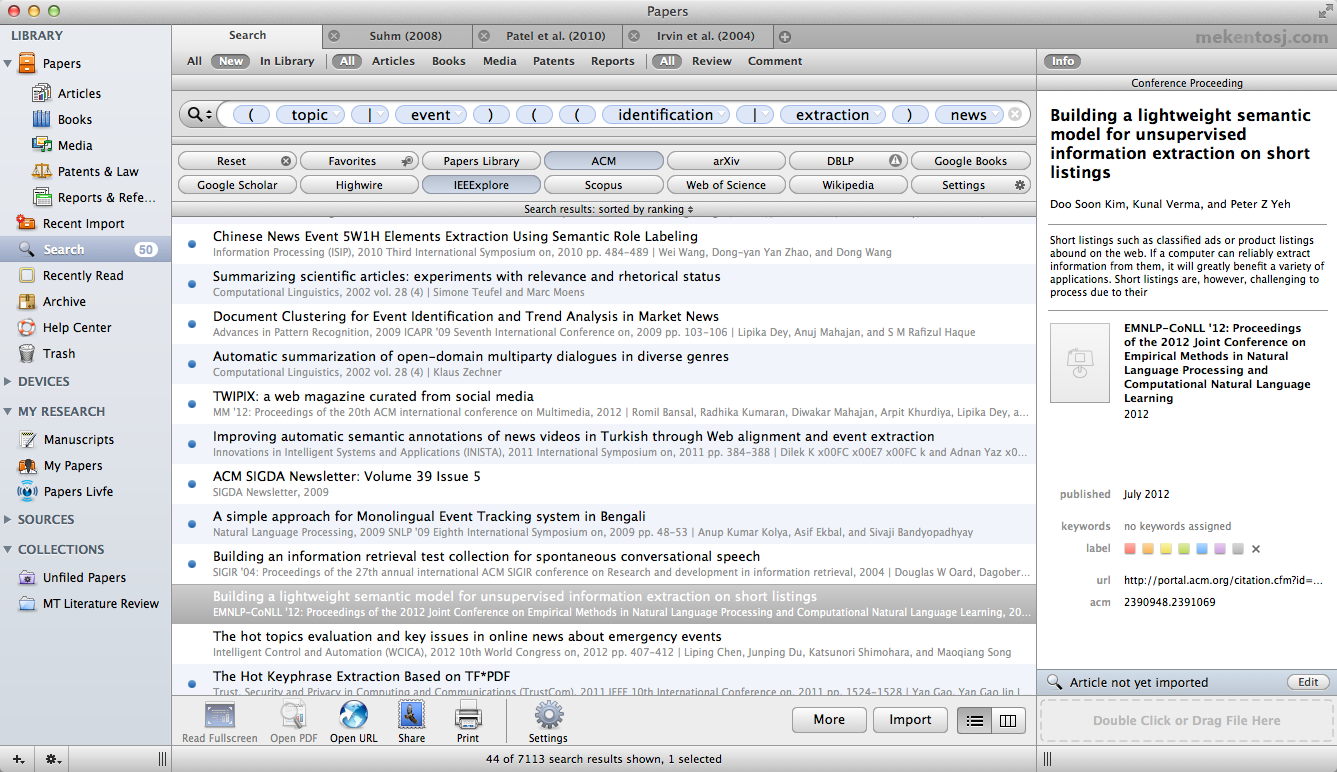 Papers
LIBRARY
Papers
Articles
Books
Media
Patents & Law
Reports & Refe...
Recent Import
Search 50
Recently Read
Archive
Help Center
Trash
DEVICES
MY RESEARCH
Manuscripts
My Papers
Papers Livfe
SOURCES
COLLECTIONS
Unfiled Papers
MT Literature Review
Search Suhm (2008) Patel et al. (2010) Irvin et al. (2004)
mekentosj.com
All New In Library All Articles Books Media Patents Reports All Review Comment
( topic | event ) ( ( identification | extraction ) news
Reset Favorites Papers Library ACM arXiv DBLP Google Books
Google Scholar Highwire IEEExplore Scopus Web of Science Wikipedia Settings
Search results: sorted by ranking
Chinese News Event 5W1H Elements Extraction Using Semantic Role Labeling
Information Processing (ISIP), 2010 Third International Symposium on, 2010 pp. 484-489 | Wei Wang, Dong-yan Yan Zhao, and Dong Wang
Summarizing scientific articles: experiments with relevance and rhetorical status
Computational Linguistics, 2002 vol. 28 (4) | Simone Teufel and Marc Moens
Document Clustering for Event Identification and Trend Analysis in Market News
Advances in Pattern Recognition, 2009 ICAPR '09 Seventh International Conference on, 2009 pp. 103-106 | Lipika Dey, Anuj Mahajan, and S M Rafizul Haque
Automatic summarization of open-domain multiparty dialogues in diverse genres
Computational Linguistics, 2002 vol. 28 (4) | Klaus Zechner
TWIPIX: a web magazine curated from social media
MM '12: Proceedings of the 20th ACM international conference on Multimedia, 2012 | Romil Bansal, Radhika Kumaran, Diwakar Mahajan, Arpit Khurdiya, Lipika Dey, a...
Improving automatic semantic annotations of news videos in Turkish through Web alignment and event extraction
Innovations in Intelligent Systems and Applications (INISTA), 2011 International Symposium on, 2011 pp. 384-388 | Dilek K x00FC x00E7 x00FC k and Adnan Yaz x0...
ACM SIGDA Newsletter: Volume 39 Issue 5
SIGDA Newsletter, 2009
A simple approach for Monolingual Event Tracking system in Bengali
Natural Language Processing, 2009 SNLP '09 Eighth International Symposium on, 2009 pp. 48-53 | Anup Kumar Kolya, Asif Ekbal, and Sivaji Bandyopadhyay
Building an information retrieval test collection for spontaneous conversational speech
SIGIR '04: Proceedings of the 27th annual international ACM SIGIR conference on Research and development in information retrieval, 2004 | Douglas W Oard, Dagober...
Building a lightweight semantic model for unsupervised information extraction on short listings
EMNLP-CoNLL '12: Proceedings of the 2012 Joint Conference on Empirical Methods in Natural Language Processing and Computational Natural Language Learning, 20...
The hot topics evaluation and key issues in online news about emergency events
Intelligent Control and Automation (WCICA), 2012 10th World Congress on, 2012 pp. 407-412 | Liping Chen, Junping Du, Katsunori Shimohara, and Maoqiang Song
The Hot Keyphrase Extraction Based on TF*PDF
Trust, Security and Privacy in Computing and Communications (TrustCom), 2011 IEEE 10th International Conference on, 2011 pp. 1524-1528 | Yan Gao, Yan Gao Jin |
Read Fullscreen Open PDF Open URL Share Print Settings
More Import
44 of 7113 search results shown, 1 selected
Info
Conference Proceeding
Building a lightweight semantic
model for unsupervised
information extraction on short
listings
Doo Soon Kim, Kunal Verma, and Peter Z Yeh
Short listings such as classified ads or product listings
abound on the web. If a computer can reliably extract
information from them, it will greatly benefit a variety of
applications. Short listings are, however, challenging to
process due to their
EMNLP-CoNLL '12: Proceedings
of the 2012 Joint Conference on
Empirical Methods in Natural
Language Processing and
Computational Natural Language
Learning
2012
published July 2012
keywords no keywords assigned
label
url http://portal.acm.org/citation.cfm?id=...
acm 2390948.2391069
Article not yet imported Edit
Double Click or Drag File Here